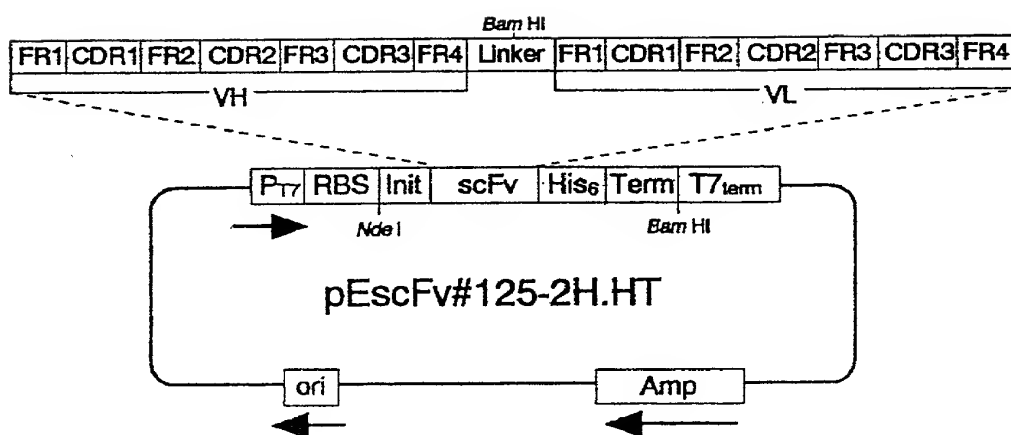 Bam HI
FR1 CDR1 FR2 CDR2 FR3 CDR3 FR4 Linker FR1 CDR1 FR2 CDR2 FR3 CDR3 FR4
VH VL
PT7 RBS Init scFv His6 Term T7term
Nde I Bam HI
pEscFv#125-2H.HT
ori Amp